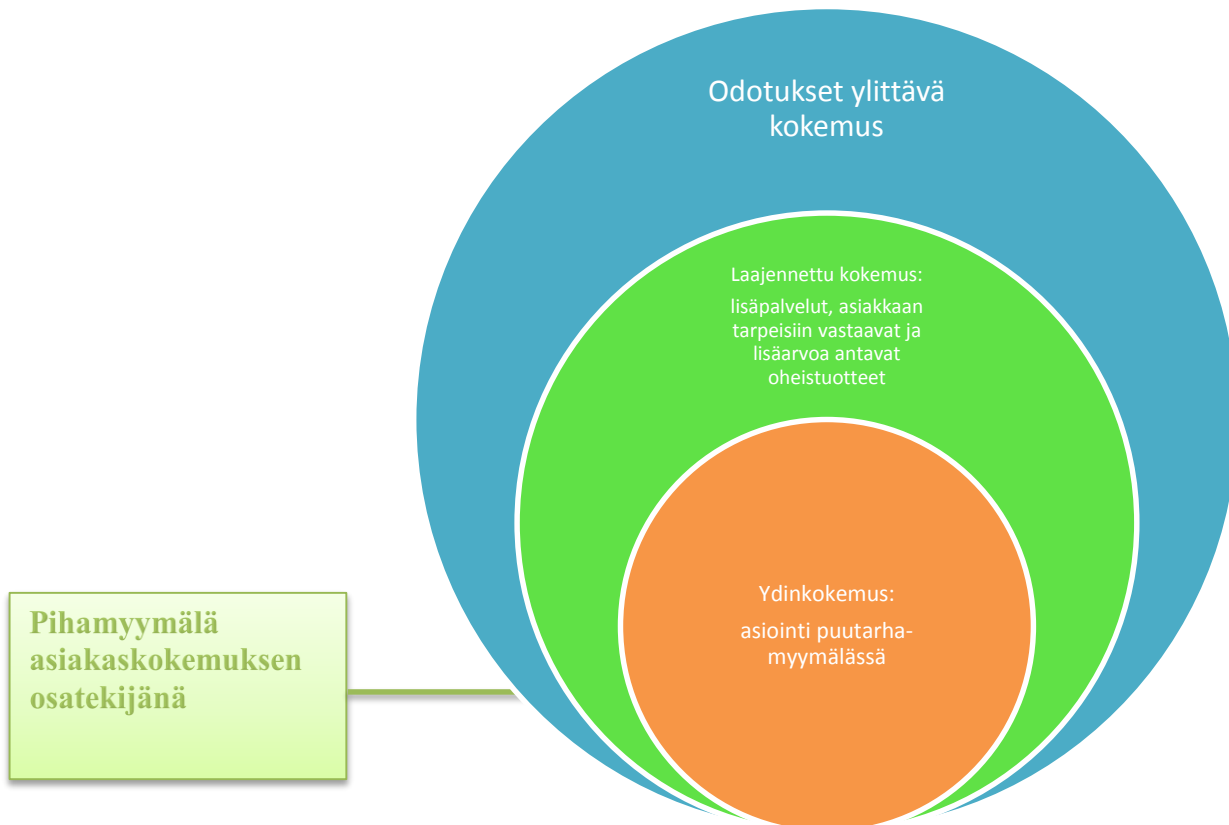 Odotukset ylittävä
kokemus
Laajennettu kokemus:
lisäpalvelut, asiakkaan
tarpeisiin vastaavat ja
lisäarvoa antavat
oheistuotteet
Ydinkokemus:
asiointi puutarha-
myymälässä
Pihamyymälä
asiakaskokemuksen
osatekijänä